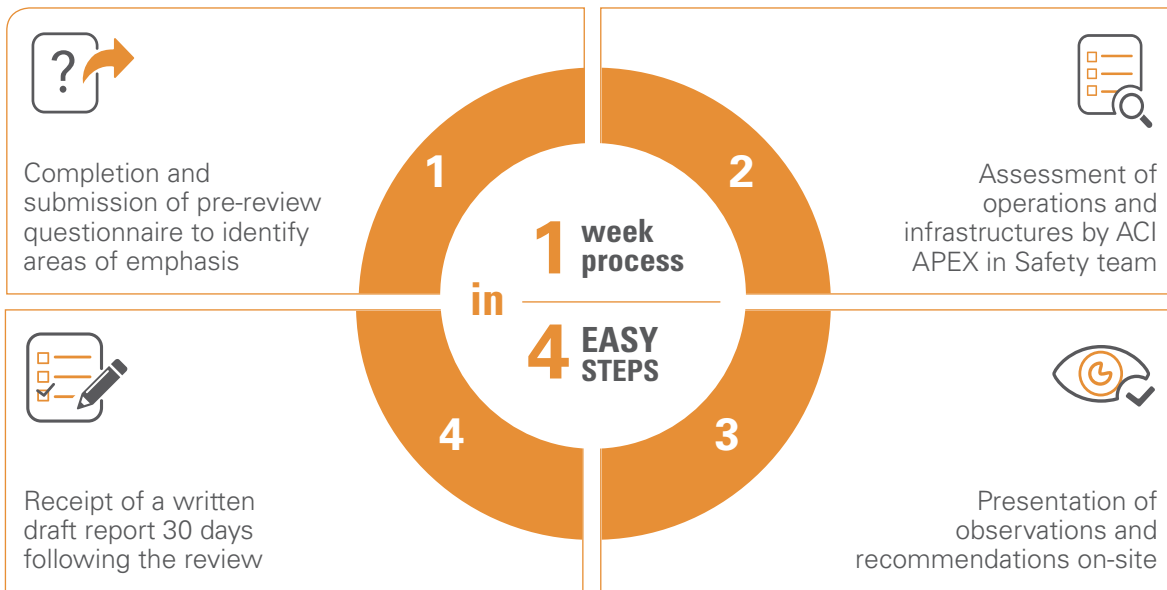 ?
1
Completion and
submission of pre-review
questionnaire to identify
areas of emphasis
2
Assessment of
operations and
infrastructures by ACI
APEX in Safety team
1 week
process
in
4 EASY
STEPS
3
Presentation of
observations and
recommendations on-site
4
Receipt of a written
draft report 30 days
following the review